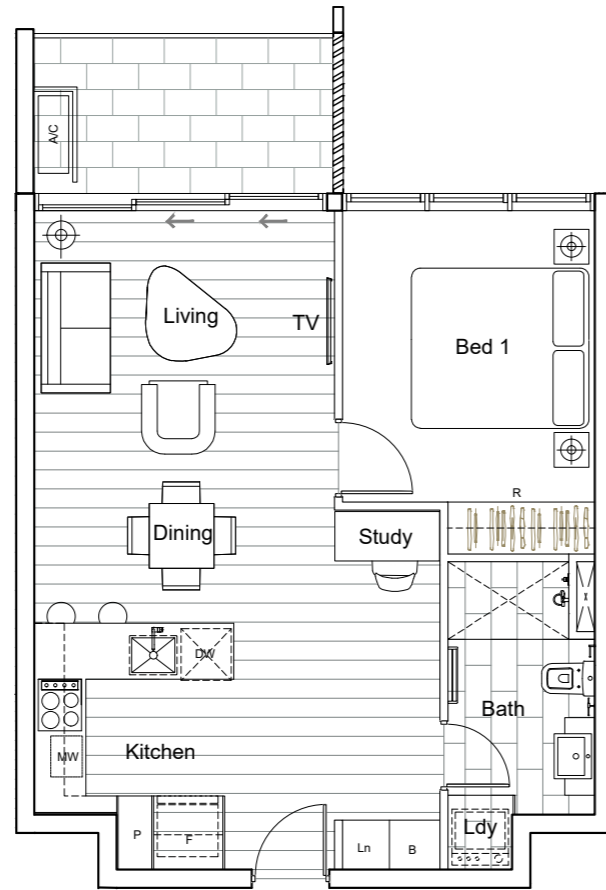 A/C
Living
TV
Bed 1
R
Dining
Study
DW
Bath
Kitchen
MW
P
F
Ln
B
Ldy